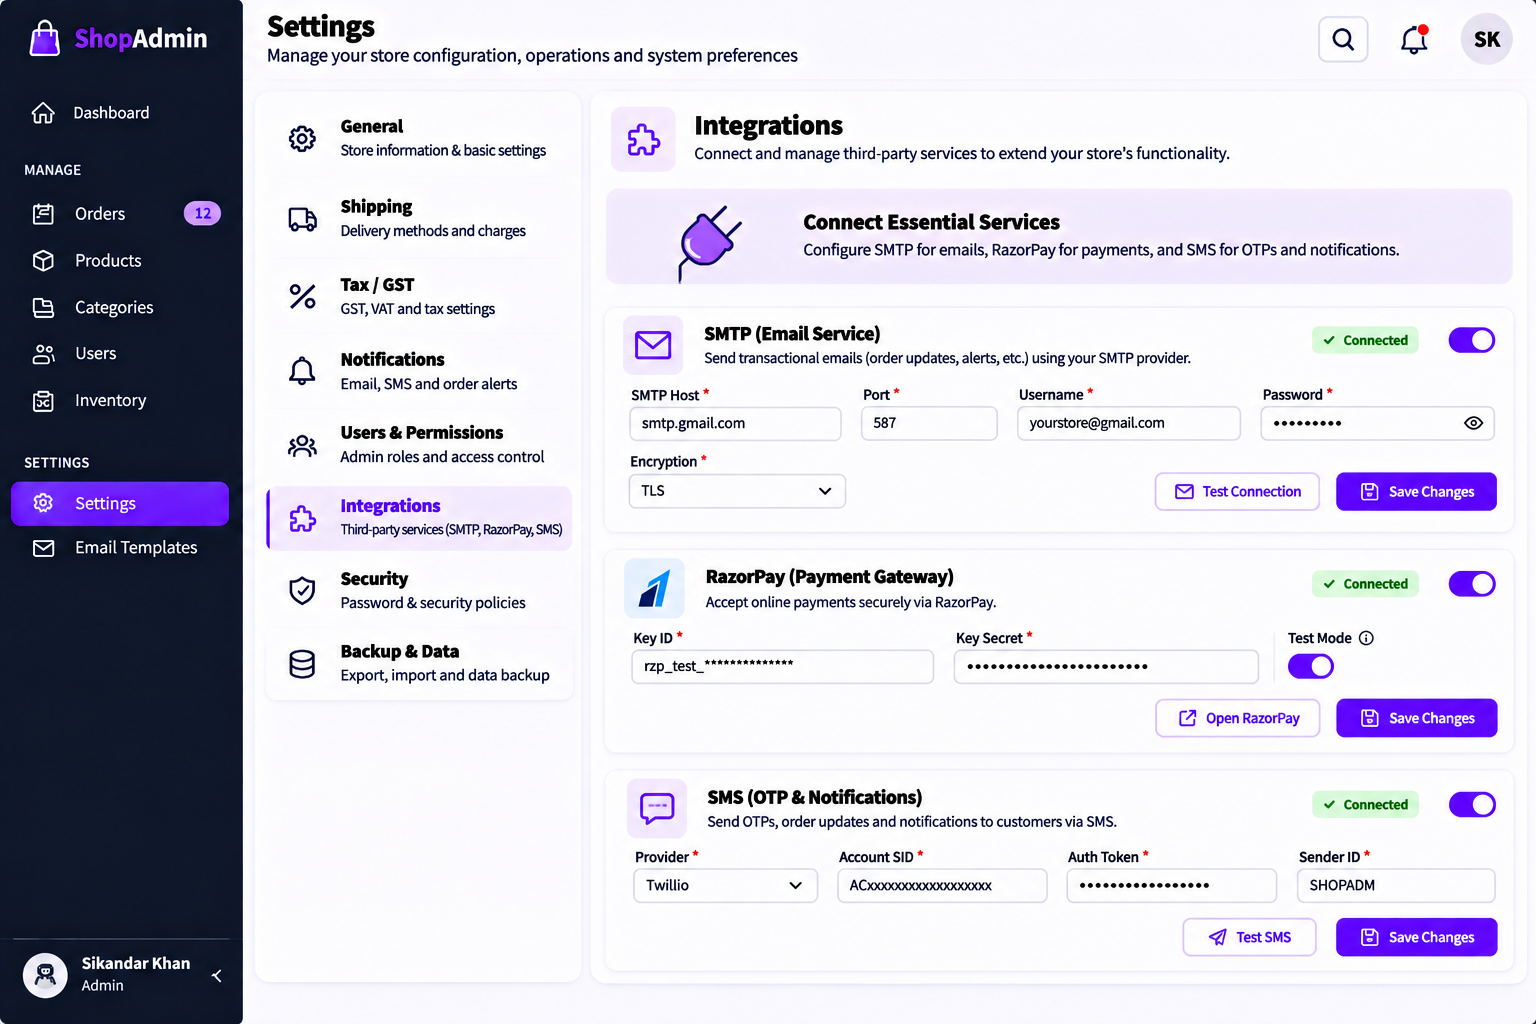 ShopAdmin
Dashboard
MANAGE
Orders 12
Products
Categories
Users
Inventory
SETTINGS
Settings
Email Templates
Sikandar Khan
Admin
Settings
Manage your store configuration, operations and system preferences
SK
General
Store information & basic settings
Shipping
Delivery methods and charges
Tax / GST
GST, VAT and tax settings
Notifications
Email, SMS and order alerts
Users & Permissions
Admin roles and access control
Integrations
Third-party services (SMTP, RazorPay, SMS)
Security
Password & security policies
Backup & Data
Export, import and data backup
Integrations
Connect and manage third-party services to extend your store's functionality.
Connect Essential Services
Configure SMTP for emails, RazorPay for payments, and SMS for OTPs and notifications.
SMTP (Email Service)
Send transactional emails (order updates, alerts, etc.) using your SMTP provider.
Connected
SMTP Host * Port * Username * Password *
smtp.gmail.com 587 yourstore@gmail.com •••••••••
Encryption *
TLS
Test Connection Save Changes
RazorPay (Payment Gateway)
Accept online payments securely via RazorPay.
Connected
Key ID * Key Secret * Test Mode
rzp_test_************** •••••••••••••••••••••••
Open RazorPay Save Changes
SMS (OTP & Notifications)
Send OTPs, order updates and notifications to customers via SMS.
Connected
Provider * Account SID * Auth Token * Sender ID *
Twillio ACxxxxxxxxxxxxxxxxxx ••••••••••••••••• SHOPADM
Test SMS Save Changes